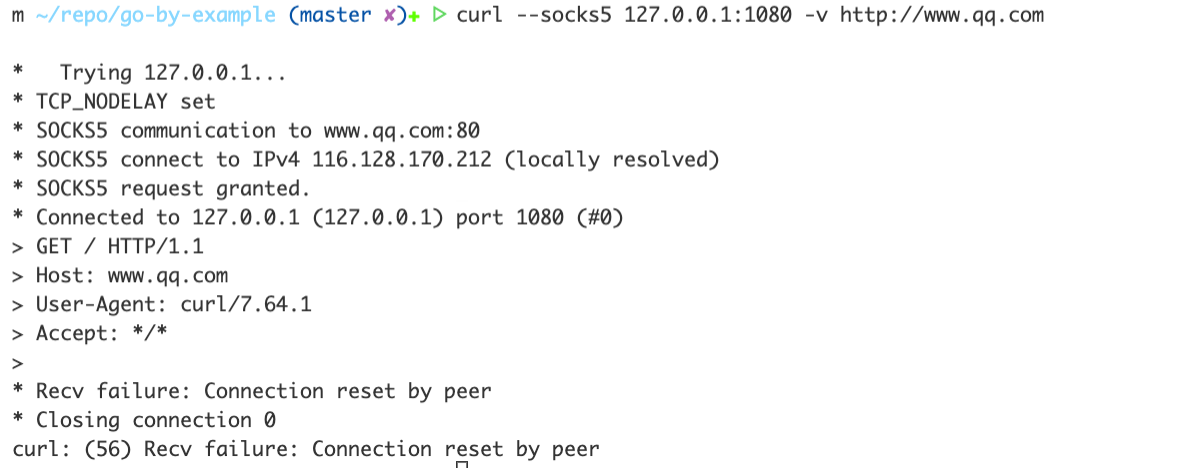 m ~/repo/go-by-example (master ✘)✚ ▷ curl --socks5 127.0.0.1:1080 -v http://www.qq.com
*   Trying 127.0.0.1...
* TCP_NODELAY set
* SOCKS5 communication to www.qq.com:80
* SOCKS5 connect to IPv4 116.128.170.212 (locally resolved)
* SOCKS5 request granted.
* Connected to 127.0.0.1 (127.0.0.1) port 1080 (#0)
> GET / HTTP/1.1
> Host: www.qq.com
> User-Agent: curl/7.64.1
> Accept: */*
>
* Recv failure: Connection reset by peer
* Closing connection 0
curl: (56) Recv failure: Connection reset by peer